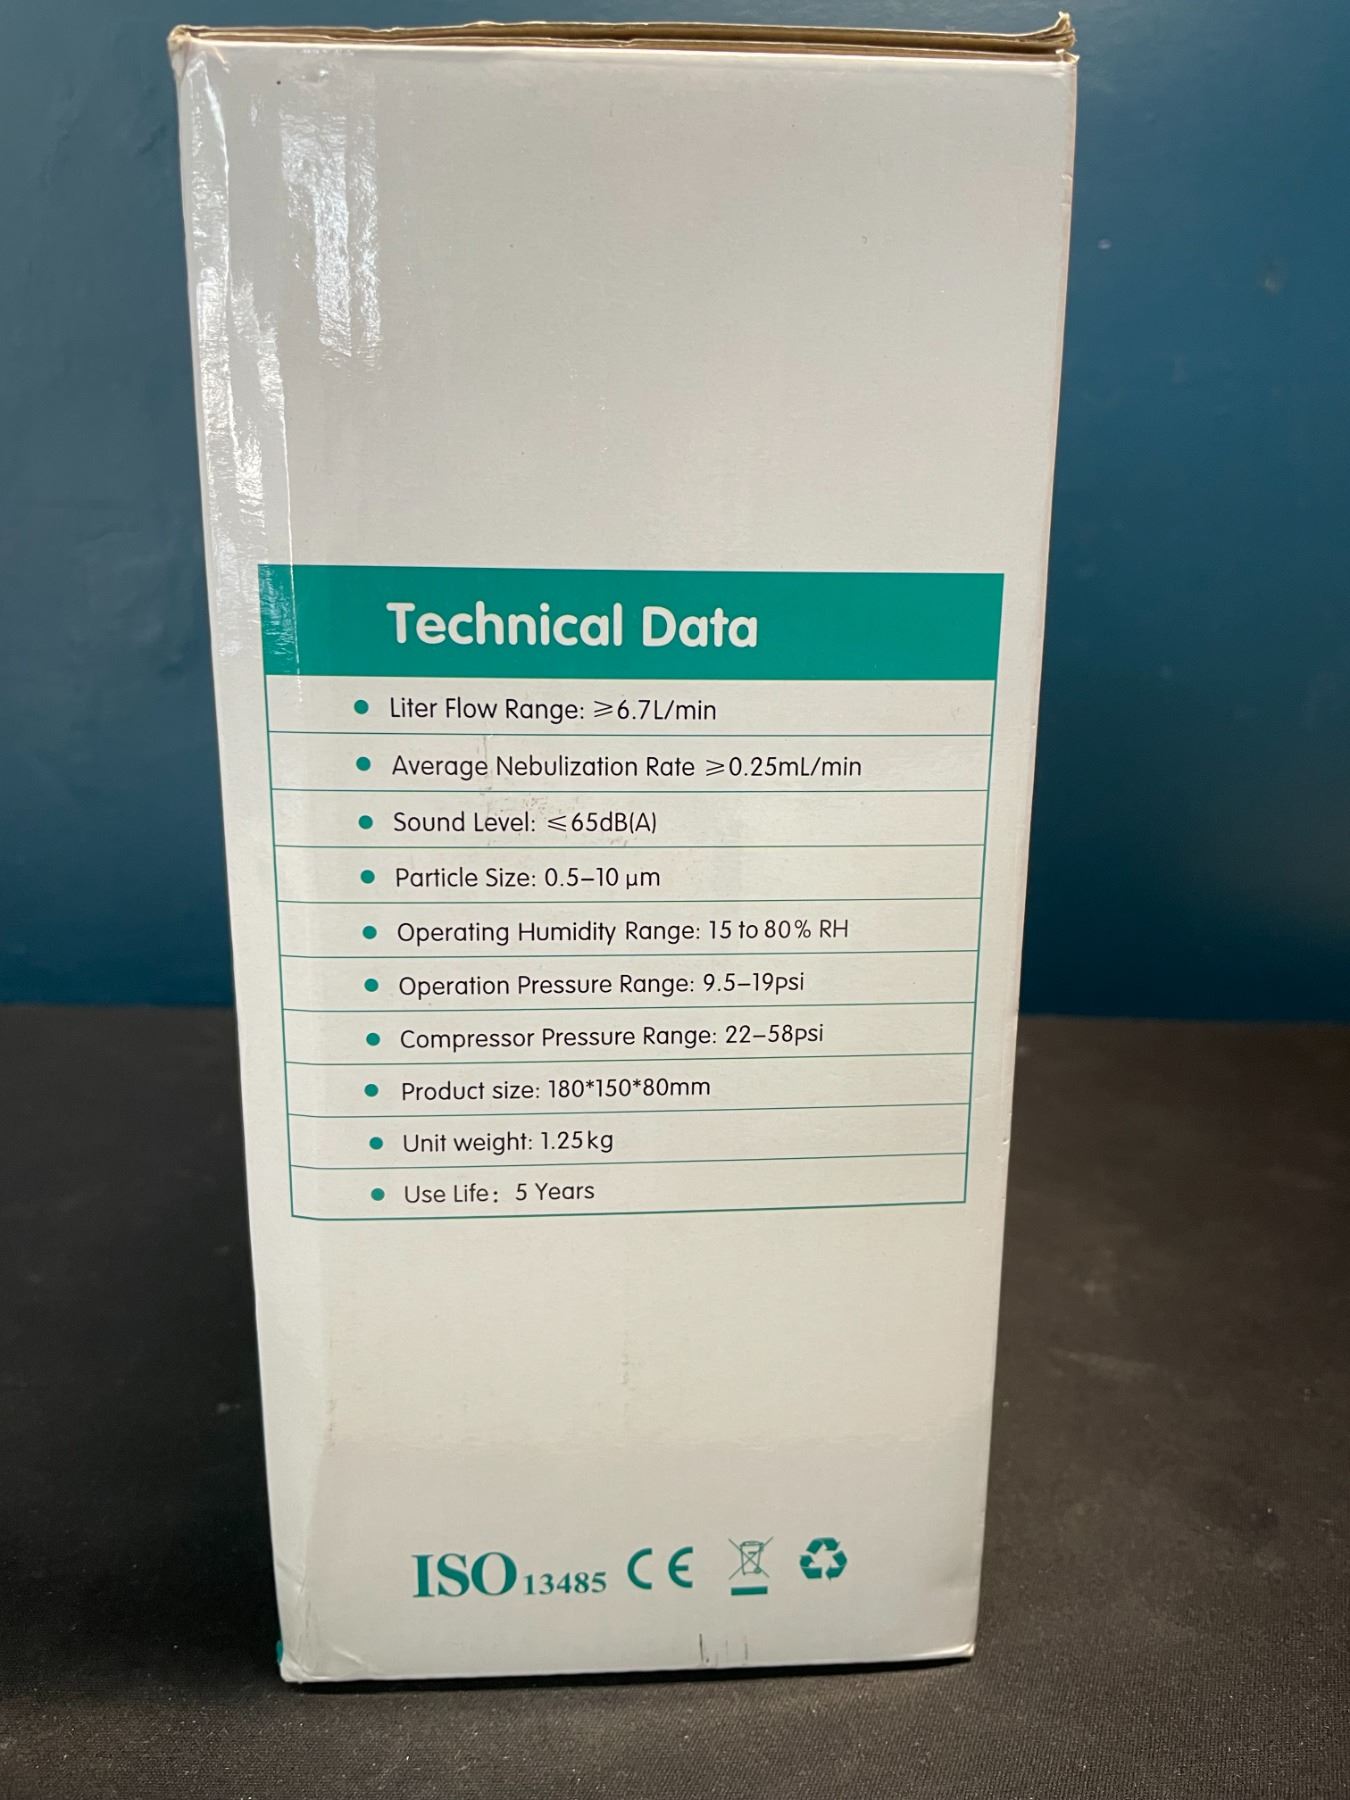 Technical Data
● Liter Flow Range: ⩾6.7L/min
● Average Nebulization Rate ⩾0.25mL/min
● Sound Level: ⩽65dB(A)
● Particle Size: 0.5–10 μm
● Operating Humidity Range: 15 to 80% RH
● Operation Pressure Range: 9.5–19psi
● Compressor Pressure Range: 22–58psi
● Product size: 180*150*80mm
● Unit weight: 1.25kg
● Use Life: 5 Years
ISO 13485 CE